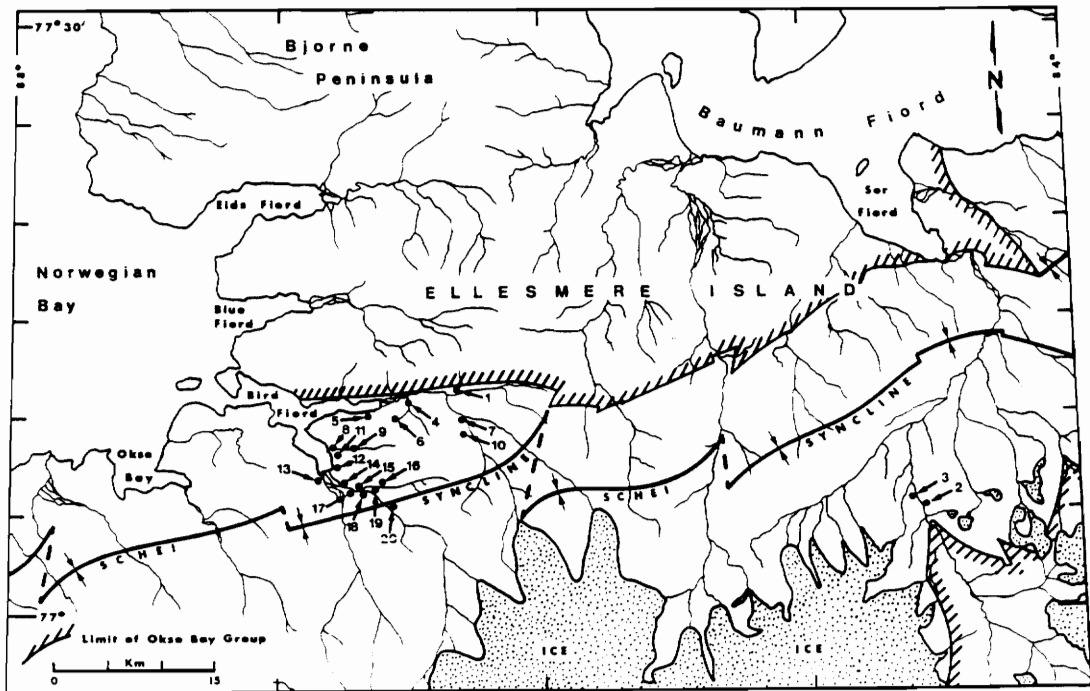 77° 30'
Bjorne
Peninsula
88°
84°
N
Baumann Fiord
Sor
Fiord
Eids Fiord
Norwegian
Bay
ELLESMERE ISLAND
Blue
Fiord
Bird
Fiord
1
5
4
8 11 9
6
7
10
Okse
Bay
12
13
14 15 16
17
18
19
20
SYNCLINE
SCHEI
SYNCLINE
SCHEI
3
2
77°
Limit of Okse Bay Group
Km
0 15
ICE
ICE